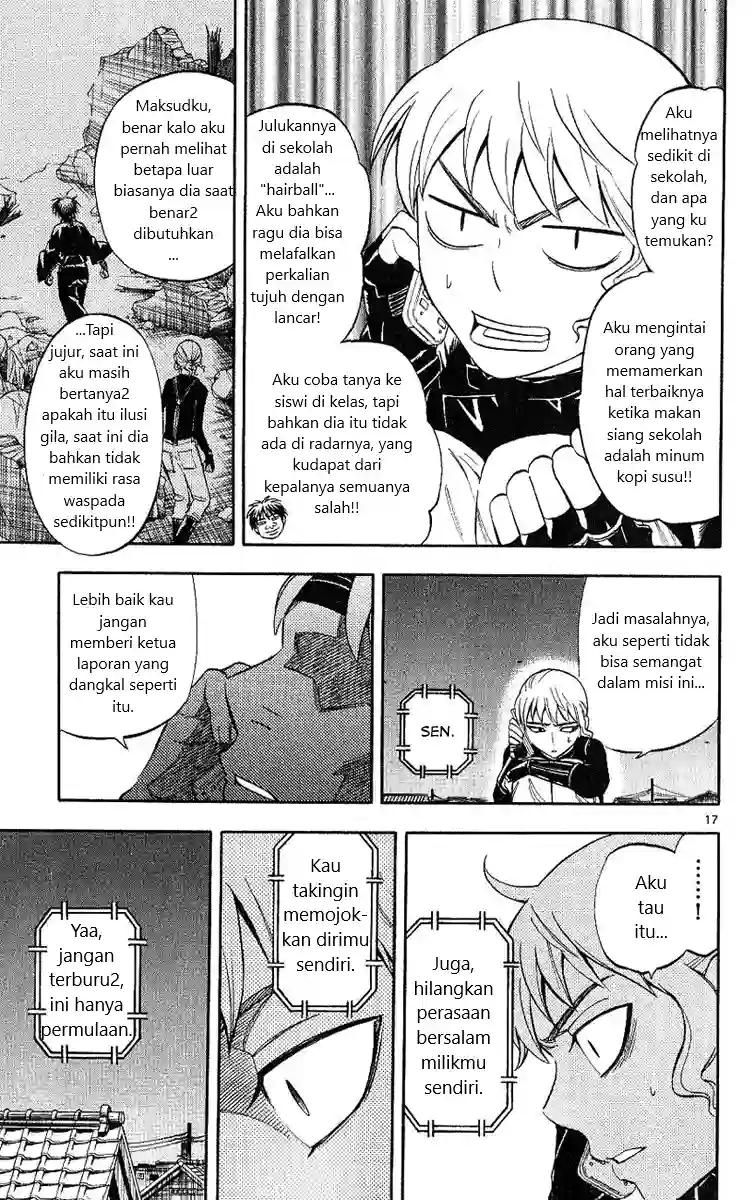 Aku
melihatnya
sedikit di
sekolah,
dan apa
yang ku
temukan?
Aku mengintai
orang yang
memamerkan
hal terbaiknya
ketika makan
siang sekolah
adalah minum
kopi susu!!
Julukannya
di sekolah
adalah
"hairball"...
Aku bahkan
ragu dia bisa
melafalkan
perkalian
tujuh dengan
lancar!
Aku coba tanya ke
siswi di kelas, tapi
bahkan dia itu tidak
ada di radarnya, yang
kudapat dari
kepalanya semuanya
salah!!
Maksudku,
benar kalo aku
pernah melihat
betapa luar
biasanya dia saat
benar2
dibutuhkan
...
...Tapi
jujur, saat ini
aku masih
bertanya2
apakah itu ilusi
gila, saat ini dia
bahkan tidak
memiliki rasa
waspada
sedikitpun!!
Jadi masalahnya,
aku seperti tidak
bisa semangat
dalam misi ini...
SEN.
Lebih baik kau
jangan
memberi ketua
laporan yang
dangkal seperti
itu.
17
......!
Aku
tau
itu...
Juga,
hilangkan
perasaan
bersalam
milikmu
sendiri.
Kau
takingin
memojok-
kan dirimu
sendiri.
Yaa,
jangan
terburu2,
ini hanya
permulaan.